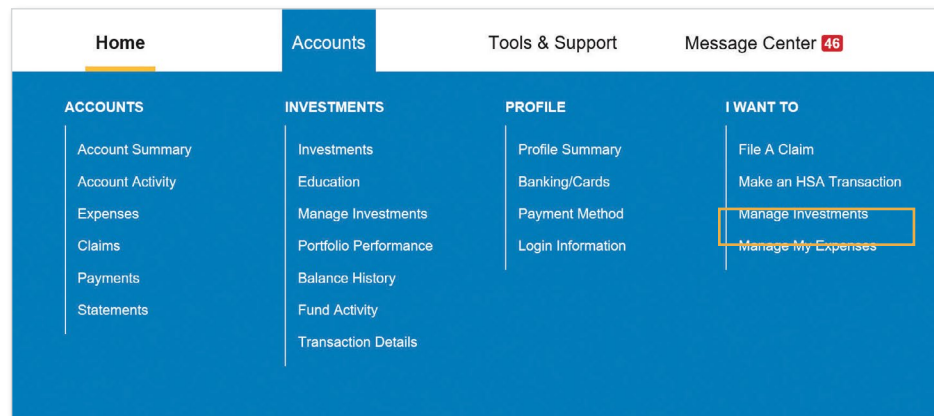 Home
Accounts
Tools & Support
Message Center 46
ACCOUNTS
Account Summary
Account Activity
Expenses
Claims
Payments
Statements
INVESTMENTS
Investments
Education
Manage Investments
Portfolio Performance
Balance History
Fund Activity
Transaction Details
PROFILE
Profile Summary
Banking/Cards
Payment Method
Login Information
I WANT TO
File A Claim
Make an HSA Transaction
Manage Investments
Manage My Expenses